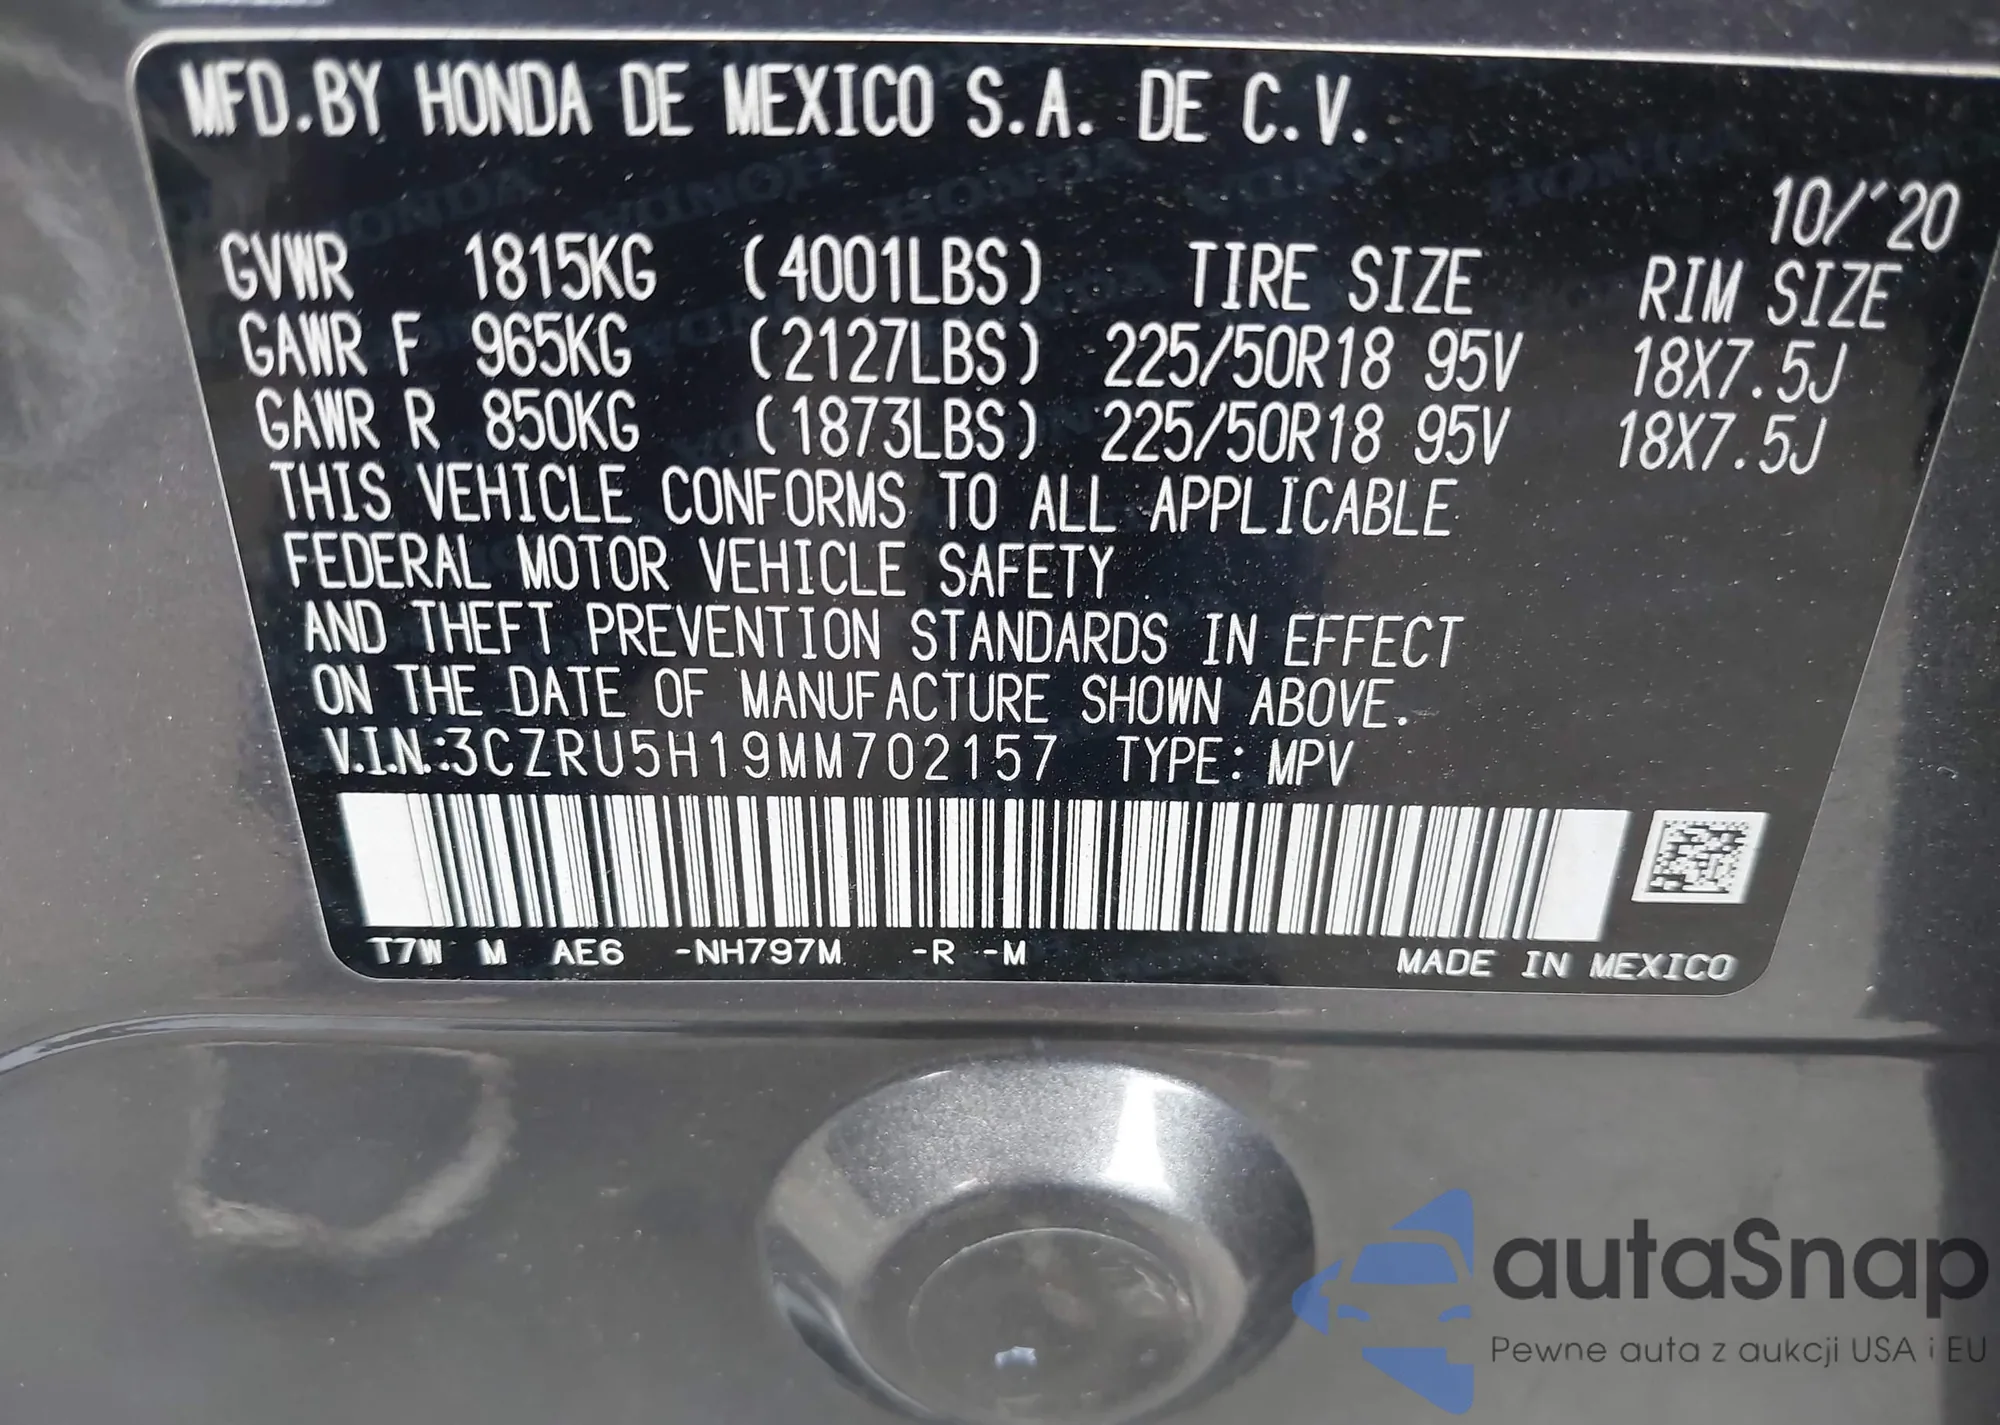 MFD.BY HONDA DE MEXICO S.A. DE C.V.
10/'20
GVWR 1815KG (4001LBS) TIRE SIZE RIM SIZE
GAWR F 965KG (2127LBS) 225/50R18 95V 18X7.5J
GAWR R 850KG (1873LBS) 225/50R18 95V 18X7.5J
THIS VEHICLE CONFORMS TO ALL APPLICABLE
FEDERAL MOTOR VEHICLE SAFETY
AND THEFT PREVENTION STANDARDS IN EFFECT
ON THE DATE OF MANUFACTURE SHOWN ABOVE.
V.I.N.:3CZRU5H19MM702157 TYPE: MPV
T7W M AE6 -NH797M -R -M
MADE IN MEXICO
autaSnap
Pewne auta z aukcji USA i EU